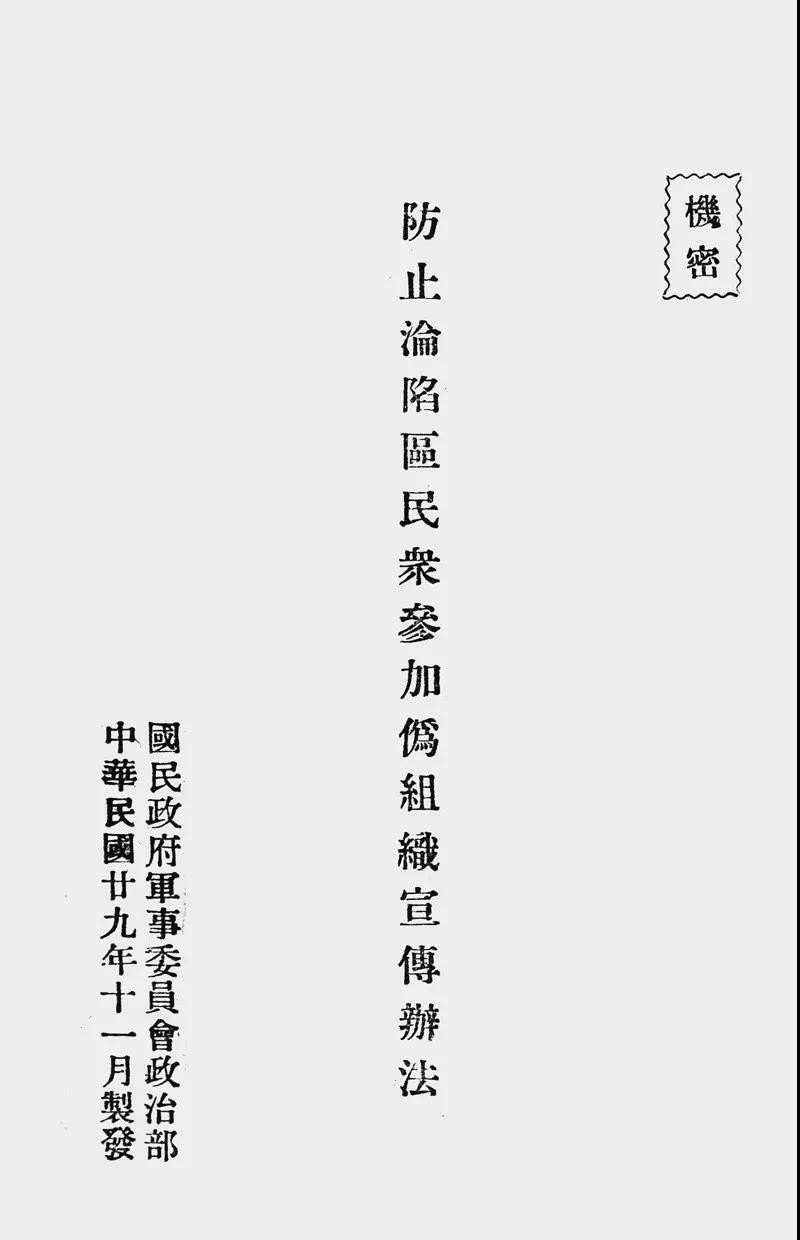 機密
防止淪陷區民衆參加僞組織宣傳辦法
國民政府軍事委員會政治部
中華民國廿九年十一月製發